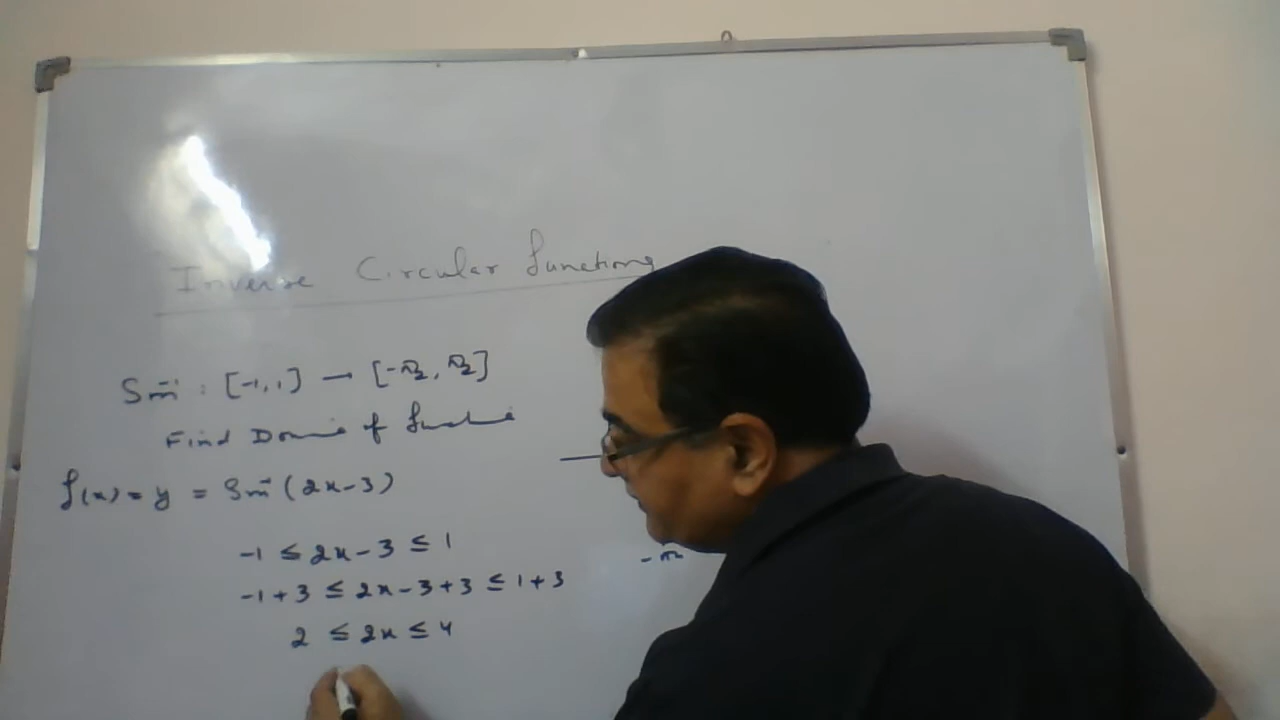 Inverse Circular functions
Sin⁻¹ : [-1,1] → [-π/2, π/2]
Find Domain of function
f(x) = y = Sin⁻¹ (2x-3)
-1 ≤ 2x-3 ≤ 1
-1+3 ≤ 2x-3+3 ≤ 1+3
2 ≤ 2x ≤ 4